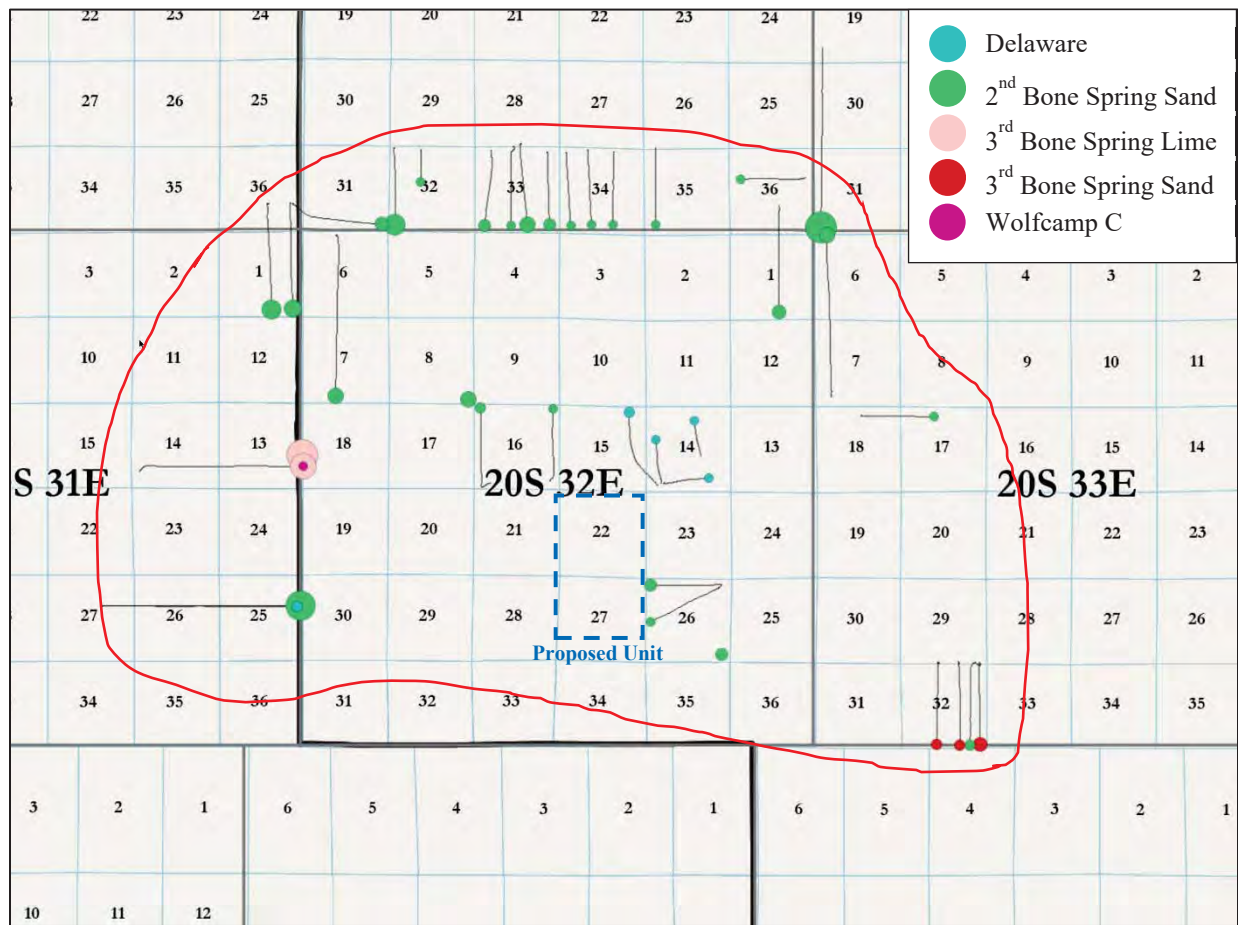 22 23 24 19 20 21 22 23 24 19
Delaware
2nd Bone Spring Sand
3rd Bone Spring Lime
3rd Bone Spring Sand
Wolfcamp C
27 26 25 30 29 28 27 26 25 30
34 35 36 31 32 33 34 35 36 31
3 2 1 6 5 4 3 2 1 6 5 4 3 2
10 11 12 7 8 9 10 11 12 7 8 9 10 11
15 14 13 18 17 16 15 14 13 18 17 16 15 14
S 31E 20S 32E 20S 33E
22 23 24 19 20 21 22 23 24 19 20 21 22 23
27 26 25 30 29 28 27 26 25 30 29 28 27 26
Proposed Unit
34 35 36 31 32 33 34 35 36 31 32 33 34 35
3 2 1 6 5 4 3 2 1 6 5 4 3 2 1
10 11 12